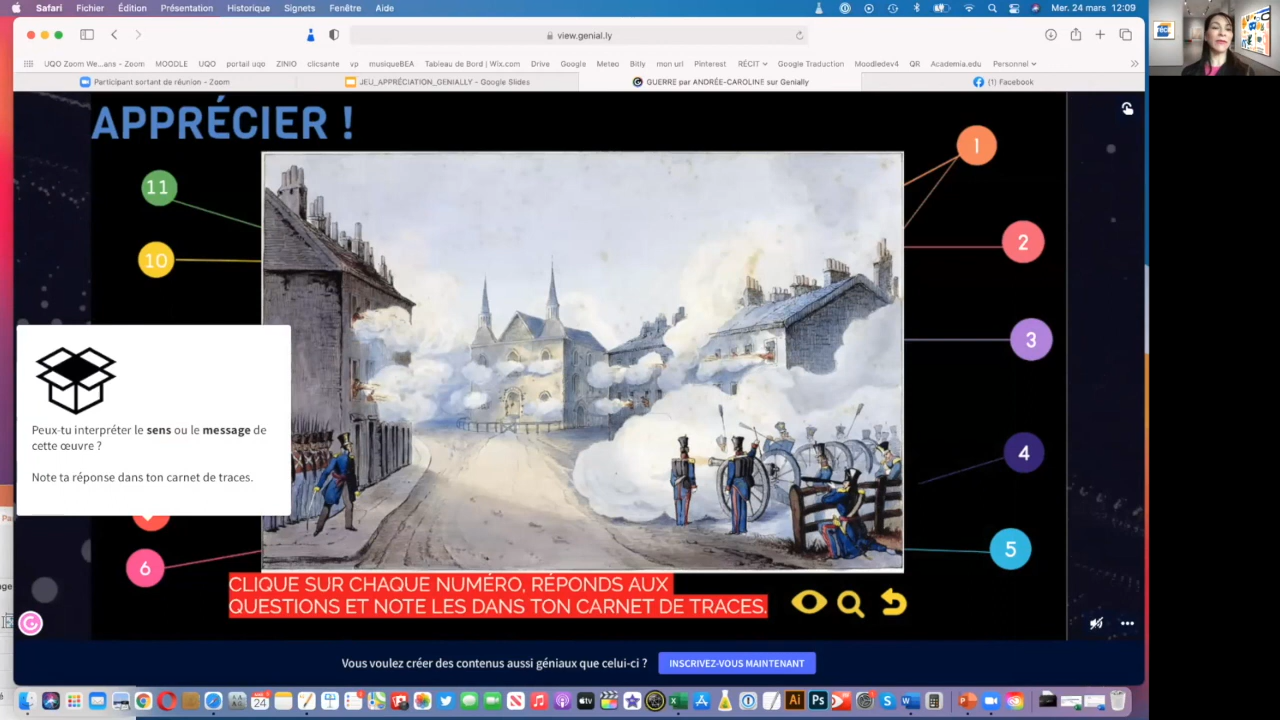 Safari Fichier Édition Présentation Historique Signets Fenêtre Aide Mer. 24 mars 12:09
view.genial.ly
UQO Zoom We...ans - Zoom MOODLE UQO portail uqo ZINIO clicsante vp musiqueBEA Tableau de Bord | Wix.com Drive Google Meteo Bitly mon url Pinterest RÉCIT Google Traduction Moodledev4 QR Academia.edu Personnel
Participant sortant de réunion - Zoom JEU_APPRÉCIATION_GENIALLY - Google Slides GUERRE par ANDRÉE-CAROLINE sur Genially (1) Facebook
APPRÉCIER !
1
11
2
10
3
Peux-tu interpréter le sens ou le message de
cette œuvre ?
Note ta réponse dans ton carnet de traces.
4
5
6
CLIQUE SUR CHAQUE NUMÉRO, RÉPONDS AUX
QUESTIONS ET NOTE LES DANS TON CARNET DE TRACES.
Vous voulez créer des contenus aussi géniaux que celui-ci ? INSCRIVEZ-VOUS MAINTENANT
24
Ai Ps